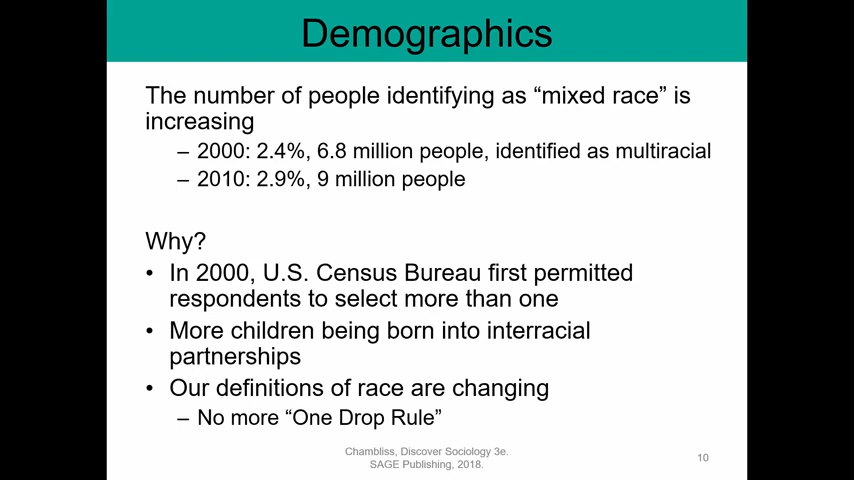 Demographics
The number of people identifying as “mixed race” is
increasing
– 2000: 2.4%, 6.8 million people, identified as multiracial
– 2010: 2.9%, 9 million people
Why?
• In 2000, U.S. Census Bureau first permitted
respondents to select more than one
• More children being born into interracial
partnerships
• Our definitions of race are changing
– No more “One Drop Rule”
Chambliss, Discover Sociology 3e.
SAGE Publishing, 2018.
10